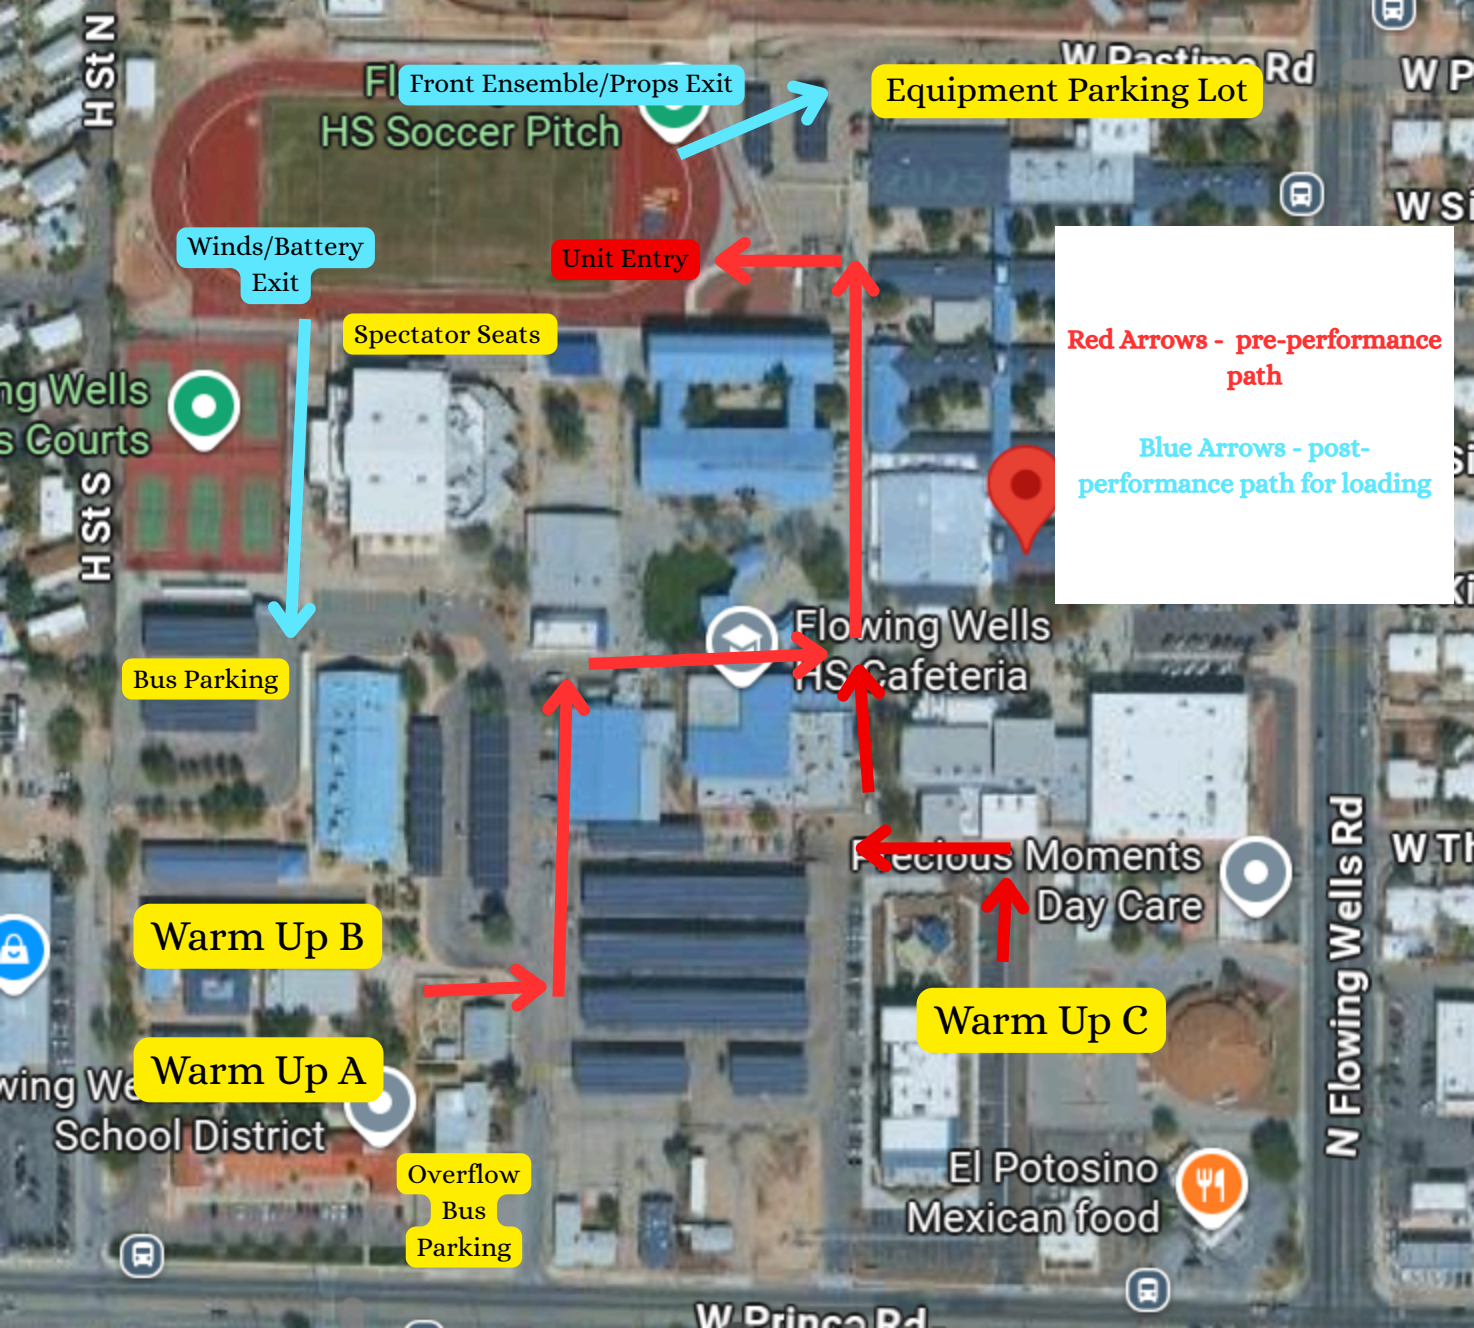 H St N
W Pastime Rd
W P
Front Ensemble/Props Exit
Equipment Parking Lot
Fl
HS Soccer Pitch
W Si
Winds/Battery
Exit
Unit Entry
Spectator Seats
Red Arrows - pre-performance
path
Blue Arrows - post-
performance path for loading
ng Wells
s Courts
H St S
Flowing Wells
HS Cafeteria
Bus Parking
Precious Moments
Day Care
W Th
N Flowing Wells Rd
Warm Up B
Warm Up C
Warm Up A
wing We
School District
Overflow
Bus
Parking
El Potosino
Mexican food
W Prince Rd